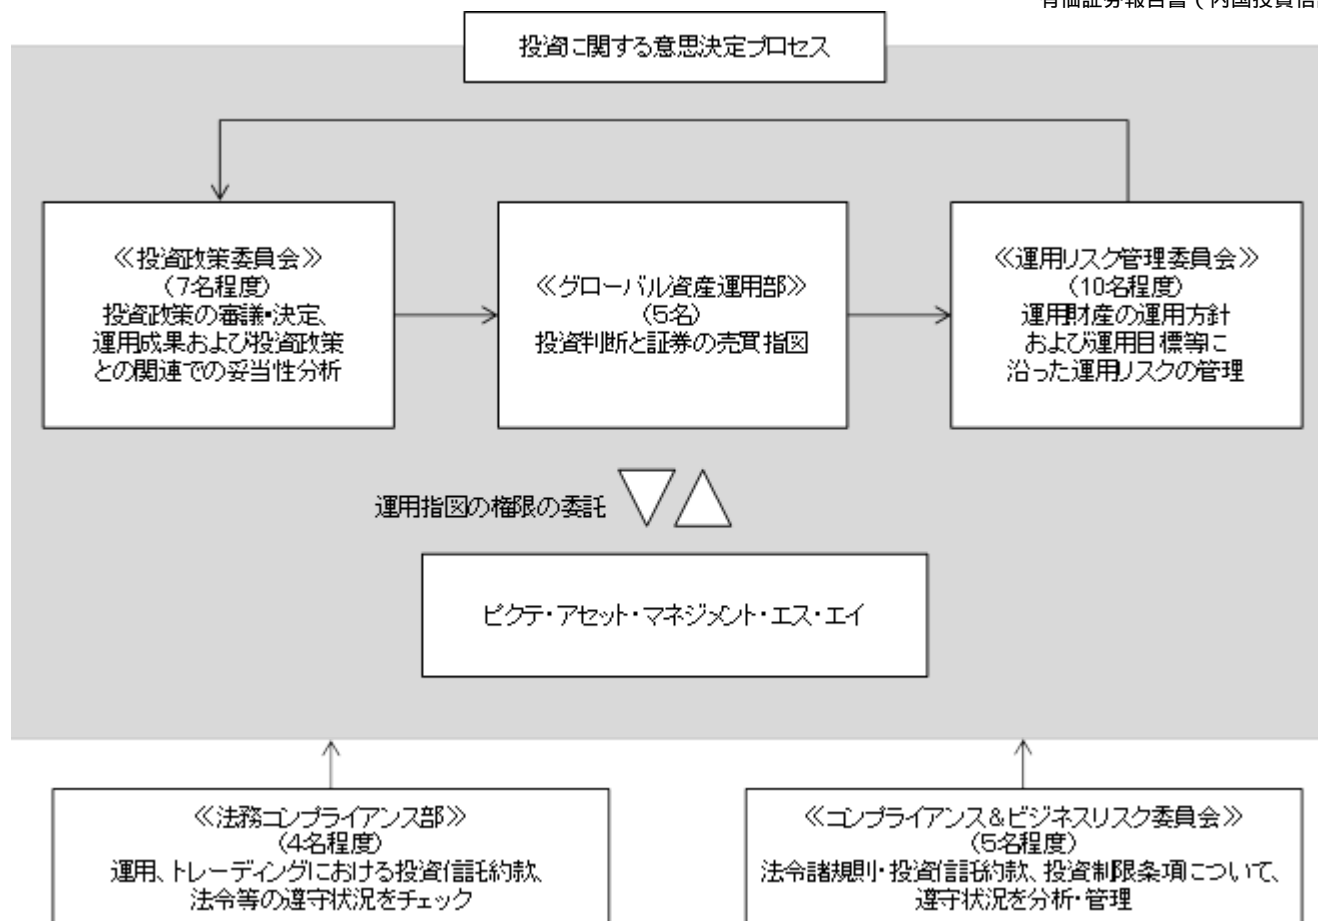 有価証券報告書(内国投資信
投資に関する意思決定プロセス
≪投資政策委員会≫
(7名程度)
投資政策の審議・決定、
運用成果および投資政策
との関連での妥当性分析
≪グローバル資産運用部≫
(5名)
投資判断と証券の売買指図
≪運用リスク管理委員会≫
(10名程度)
運用財産の運用方針
および運用目標等に
沿った運用リスクの管理
運用指図の権限の委託
ピクテ・アセット・マネジメント・エス・エイ
≪法務コンプライアンス部≫
(4名程度)
運用、トレーディングにおける投資信託約款、
法令等の遵守状況をチェック
≪コンプライアンス&ビジネスリスク委員会≫
(5名程度)
法令諸規則・投資信託約款、投資制限条項について、
遵守状況を分析・管理